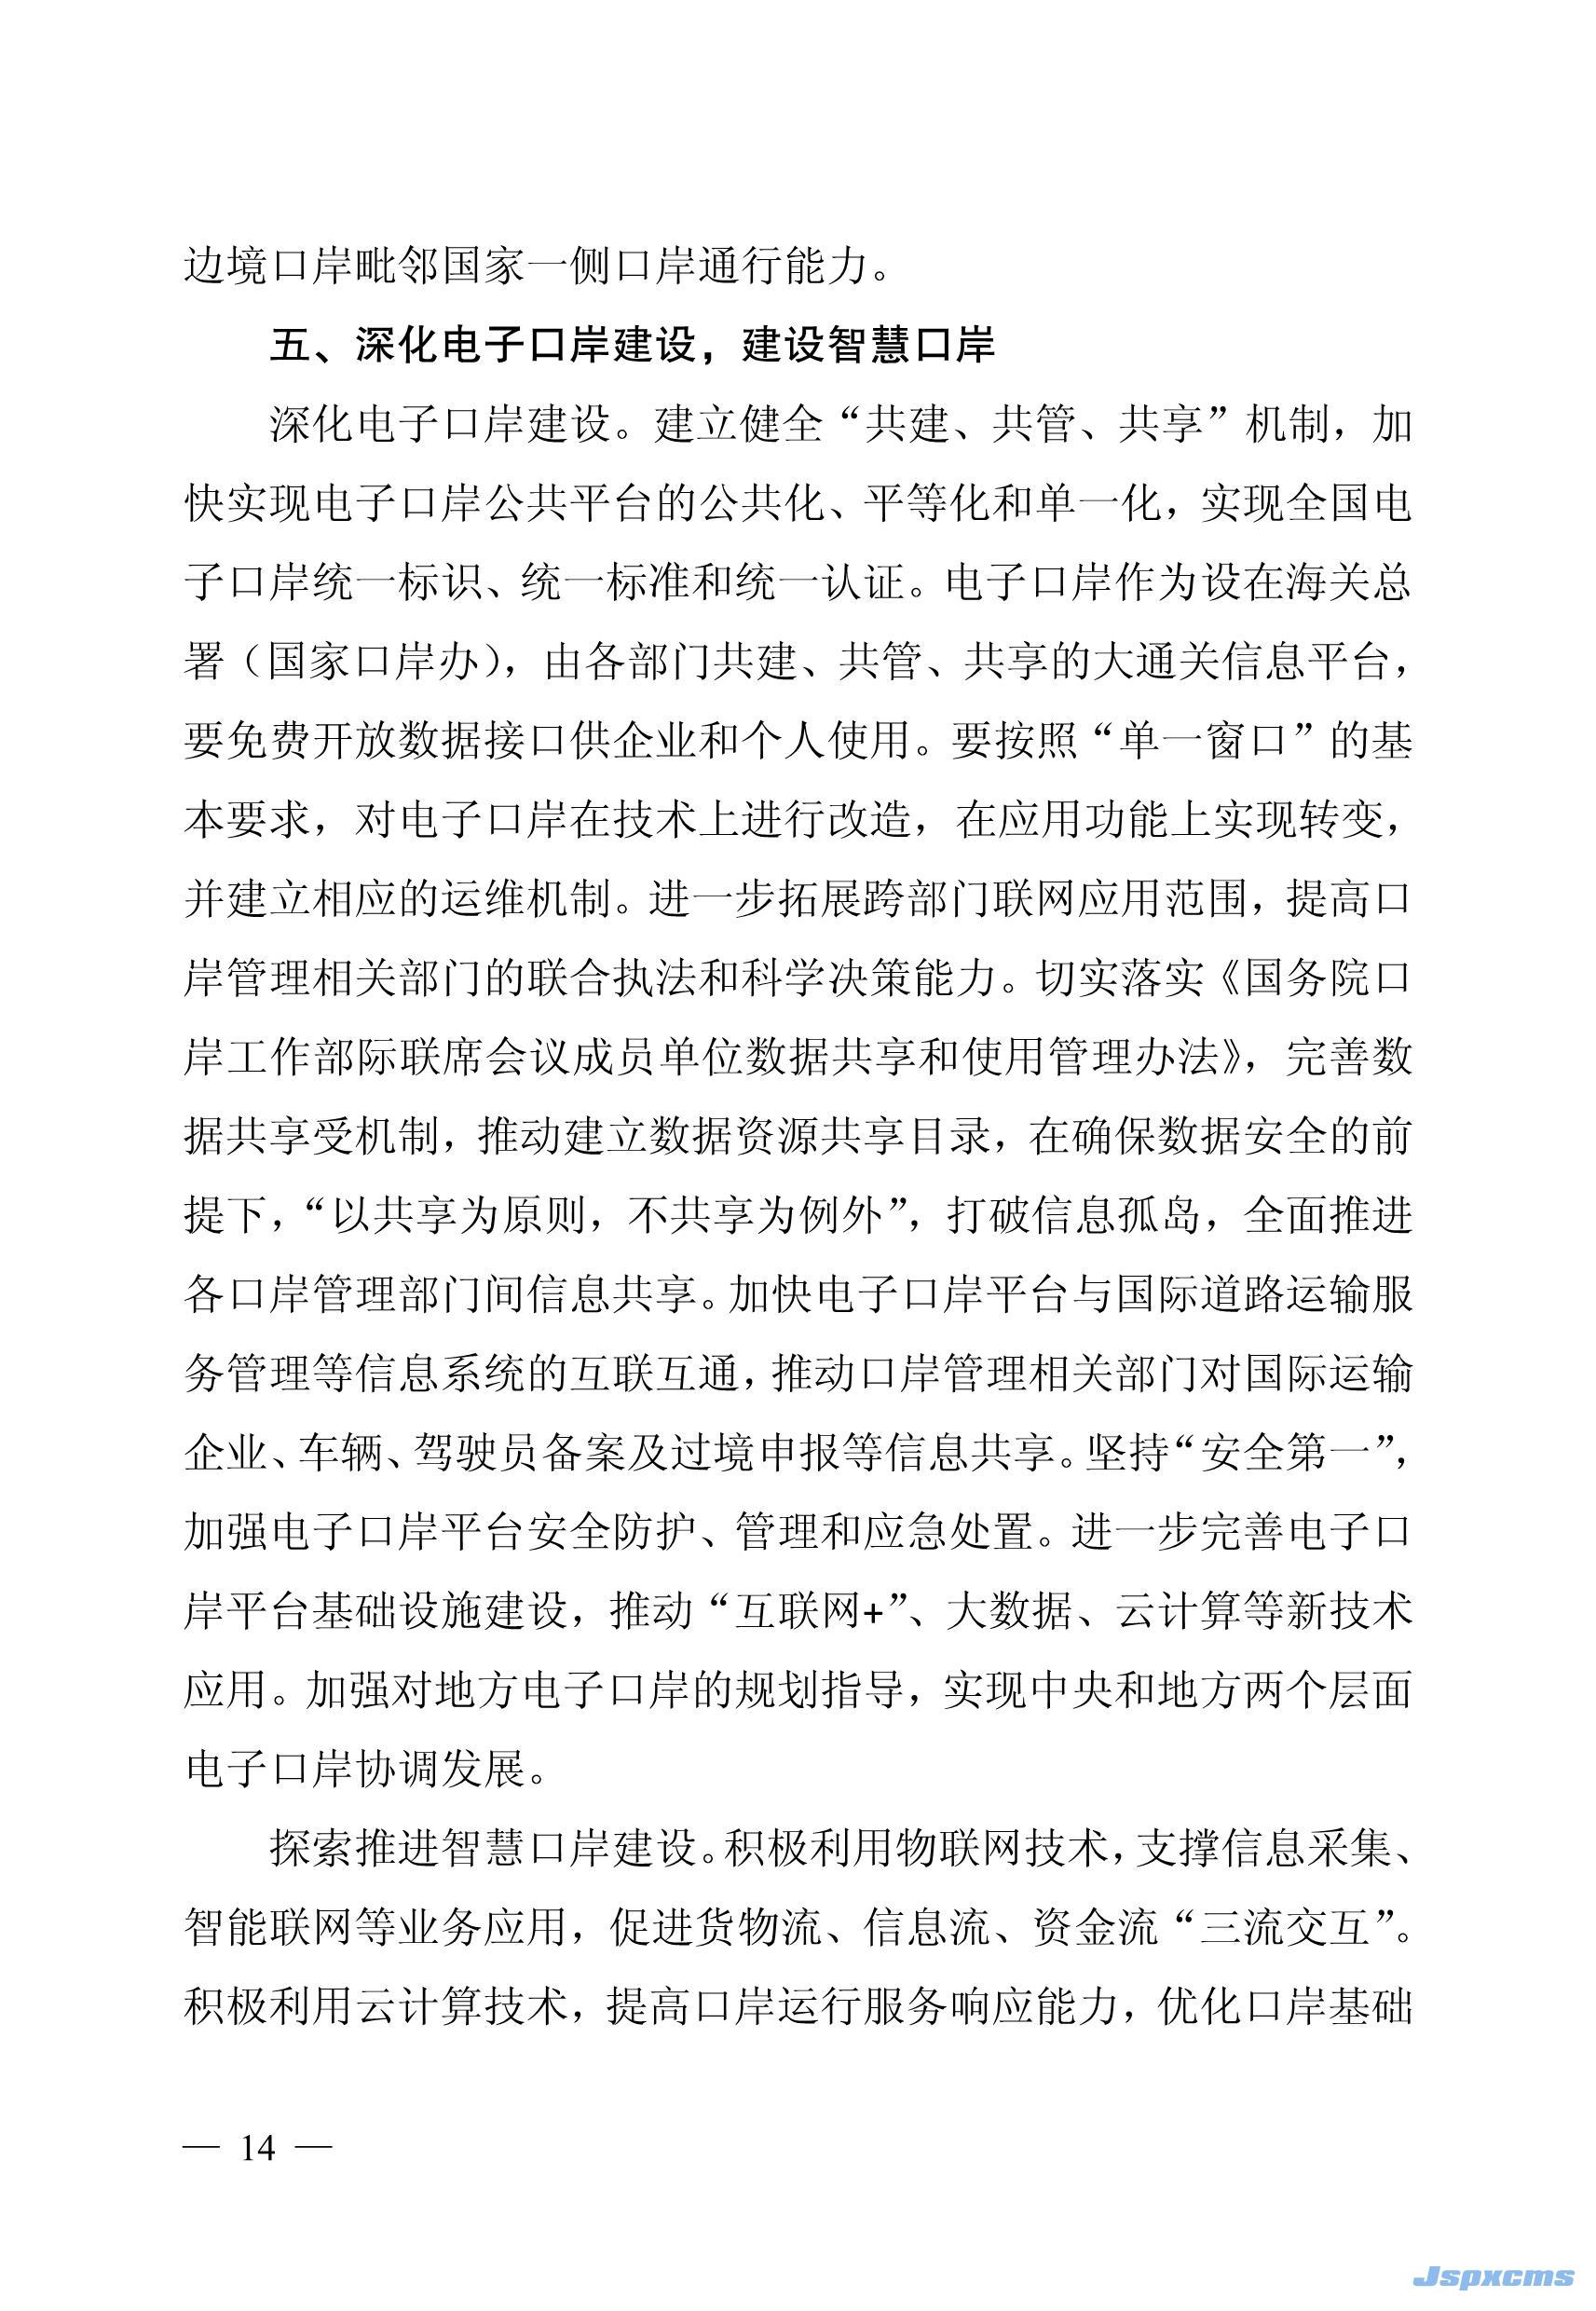 边境口岸毗邻国家一侧口岸通行能力。
五、深化电子口岸建设，建设智慧口岸
深化电子口岸建设。建立健全“共建、共管、共享”机制，加
快实现电子口岸公共平台的公共化、平等化和单一化，实现全国电
子口岸统一标识、统一标准和统一认证。电子口岸作为设在海关总
署（国家口岸办），由各部门共建、共管、共享的大通关信息平台，
要免费开放数据接口供企业和个人使用。要按照“单一窗口”的基
本要求，对电子口岸在技术上进行改造，在应用功能上实现转变，
并建立相应的运维机制。进一步拓展跨部门联网应用范围，提高口
岸管理相关部门的联合执法和科学决策能力。切实落实《国务院口
岸工作部际联席会议成员单位数据共享和使用管理办法》，完善数
据共享受机制，推动建立数据资源共享目录，在确保数据安全的前
提下，“以共享为原则，不共享为例外”，打破信息孤岛，全面推进
各口岸管理部门间信息共享。加快电子口岸平台与国际道路运输服
务管理等信息系统的互联互通，推动口岸管理相关部门对国际运输
企业、车辆、驾驶员备案及过境申报等信息共享。坚持“安全第一”，
加强电子口岸平台安全防护、管理和应急处置。进一步完善电子口
岸平台基础设施建设，推动“互联网+”、大数据、云计算等新技术
应用。加强对地方电子口岸的规划指导，实现中央和地方两个层面
电子口岸协调发展。
探索推进智慧口岸建设。积极利用物联网技术，支撑信息采集、
智能联网等业务应用，促进货物流、信息流、资金流“三流交互”。
积极利用云计算技术，提高口岸运行服务响应能力，优化口岸基础
— 14 —
Jspxcms